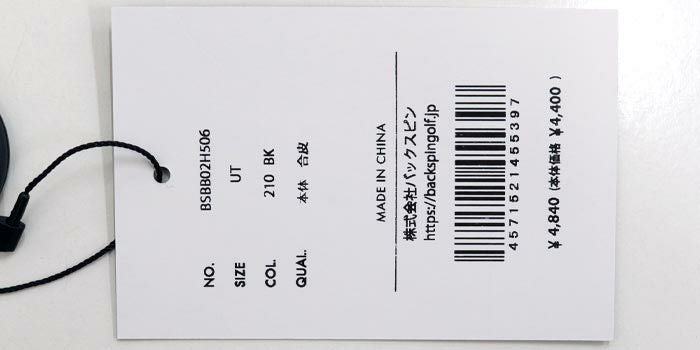 NO. BSBB02H506
SIZE UT
COL. 210 BK
QUAL. 本体 合皮
MADE IN CHINA
株式会社バックスピン
https://backspingolf.jp
4571521455397
¥4,840 (本体価格 ¥4,400 )